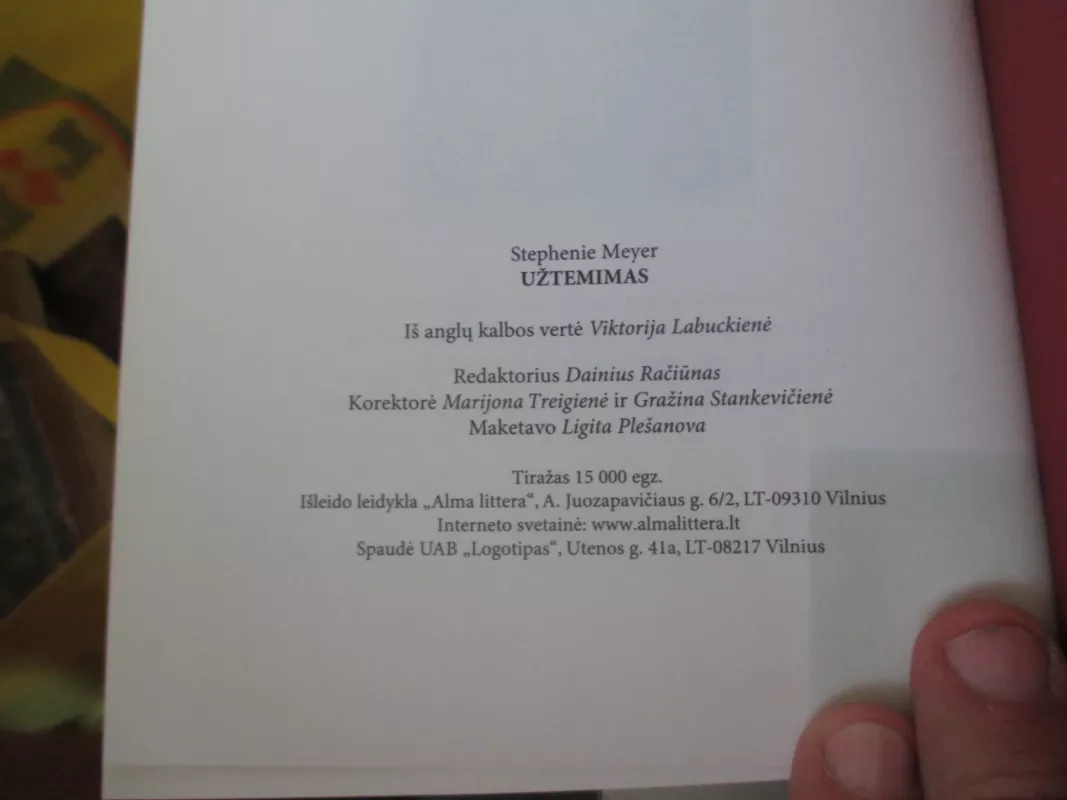 Stephenie Meyer
UŽTEMIMAS
Iš anglų kalbos vertė Viktorija Labuckienė
Redaktorius Dainius Račiūnas
Korektorė Marijona Treigienė ir Gražina Stankevičienė
Maketavo Ligita Plešanova
Tiražas 15 000 egz.
Išleido leidykla „Alma littera“, A. Juozapavičiaus g. 6/2, LT-09310 Vilnius
Interneto svetainė: www.almalittera.lt
Spaudė UAB „Logotipas“, Utenos g. 41a, LT-08217 Vilnius